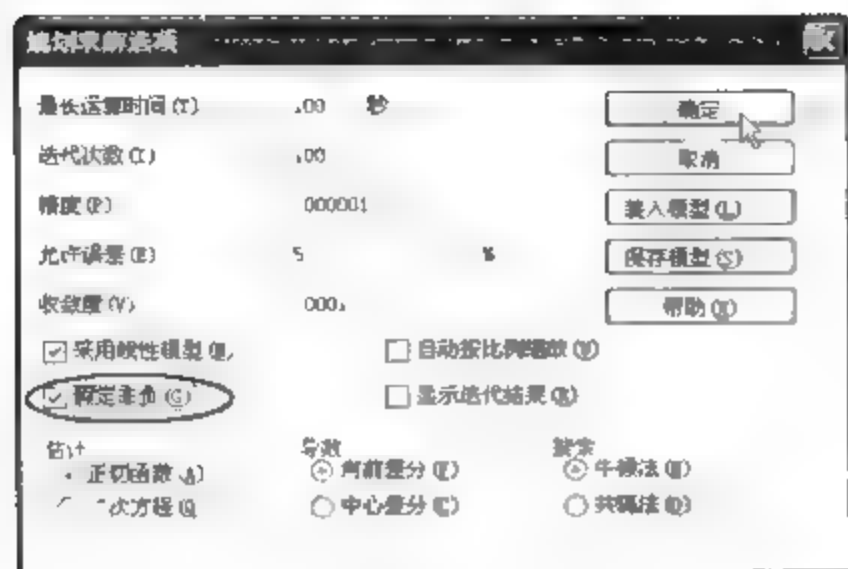 规划求解选项
最长运算时间(T) .00 秒 确定
迭代次数(I) .00 取消
精度(P) 000001 装入模型(L)
允许误差(E) 5 % 保存模型(S)
收敛度(V) 000 帮助(H)
采用线性模型(M) 自动按比例缩放(U)
假定非负(G) 显示迭代结果(R)
估计 导数 搜索
正切函数(A) 向前差分(F) 牛顿法(N)
二次方程(Q 中心差分(C) 共轭法(O)